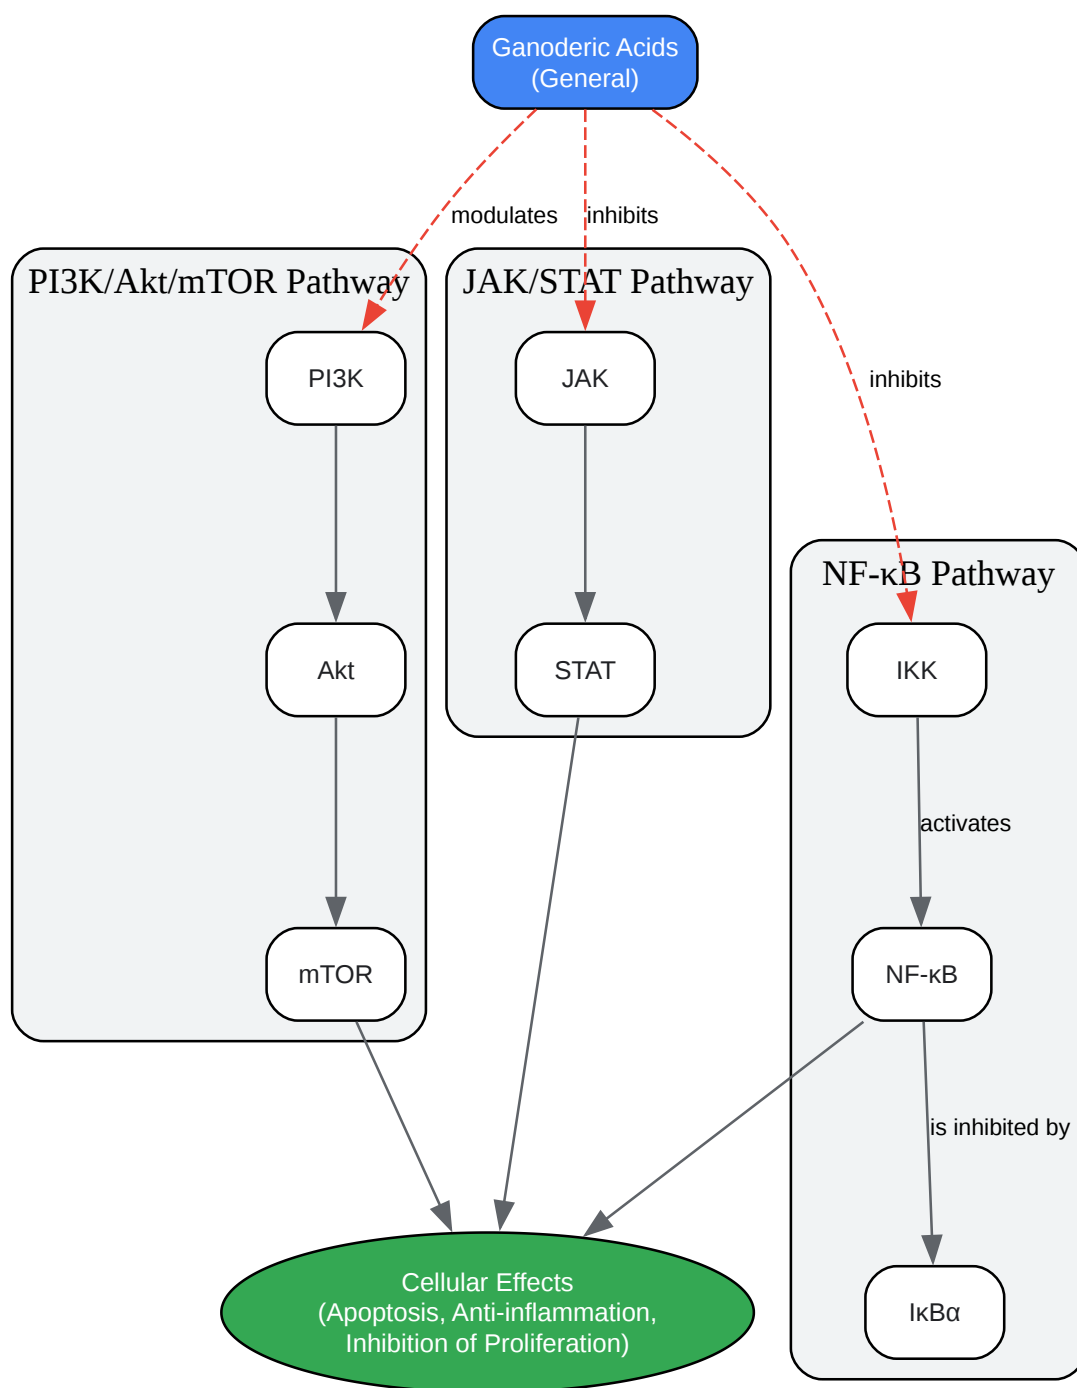 Ganoderic Acids
(General)
modulates
inhibits
PI3K/Akt/mTOR Pathway
JAK/STAT Pathway
PI3K
JAK
inhibits
NF-κB Pathway
Akt
STAT
IKK
activates
mTOR
NF-κB
is inhibited by
Cellular Effects
(Apoptosis, Anti-inflammation,
Inhibition of Proliferation)
IκBα